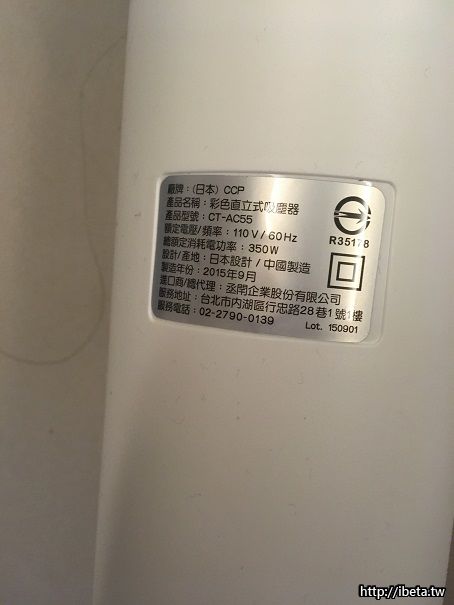 廠牌：(日本) CCP
產品名稱：彩色直立式吸塵器
產品型號：CT-AC55
額定電壓/頻率：110V/60Hz
總額定消耗電功率：350W
設計/產地：日本設計/中國製造
製造年份：2015年9月
進口商/總代理：丞閎企業股份有限公司
服務地址：台北市內湖區行忠路28巷1號1樓
服務電話：02-2790-0139
R35178
Lot. 150901
http://ibeta.tw